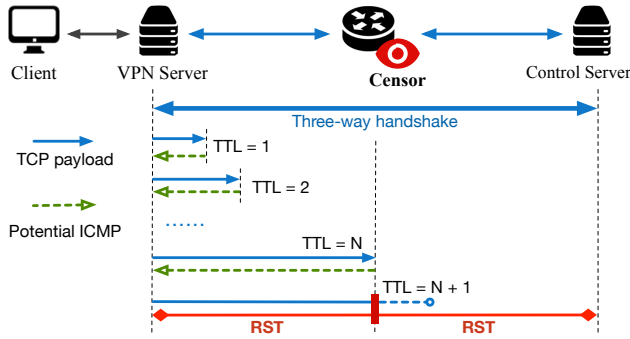 Client
VPN Server
Censor
Control Server
Three-way handshake
TCP payload
TTL = 1
TTL = 2
Potential ICMP
......
TTL = N
TTL = N + 1
RST
RST